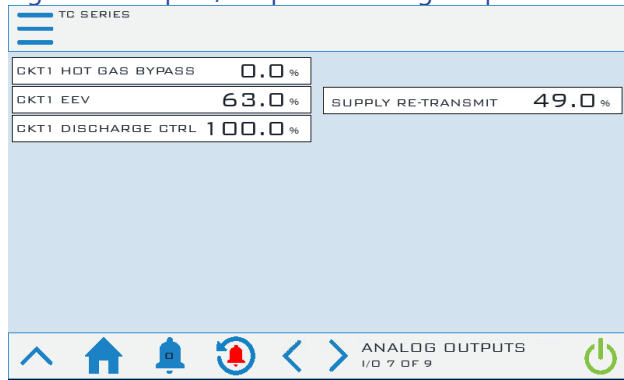 TC SERIES
CKT1 HOT GAS BYPASS 0.0 %
CKT1 EEV 63.0 %
SUPPLY RE-TRANSMIT 49.0 %
CKT1 DISCHARGE CTRL 100.0 %
0
ANALOG OUTPUTS
I/O 7 OF 9